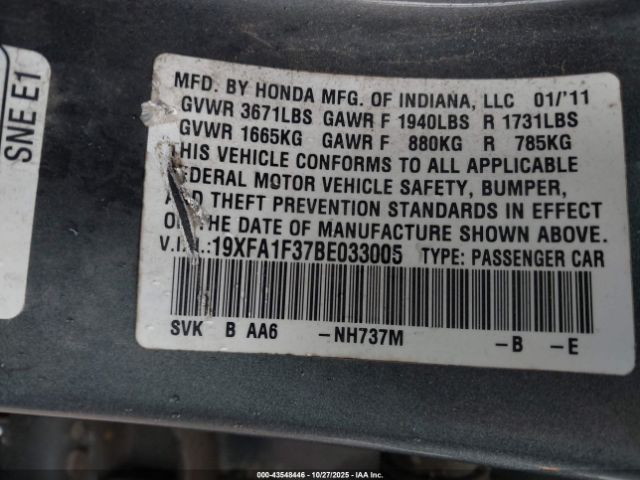 SNE E1
MFD. BY HONDA MFG. OF INDIANA, LLC 01/'11
GVWR 3671LBS GAWR F 1940LBS R 1731LBS
GVWR 1665KG GAWR F 880KG R 785KG
THIS VEHICLE CONFORMS TO ALL APPLICABLE
FEDERAL MOTOR VEHICLE SAFETY, BUMPER,
AND THEFT PREVENTION STANDARDS IN EFFECT
ON THE DATE OF MANUFACTURE SHOWN ABOVE.
V.I.N.:19XFA1F37BE033005 TYPE: PASSENGER CAR
SVK B AA6 -NH737M -B -E
000-43548446 - 10/27/2025 - IAA Inc.